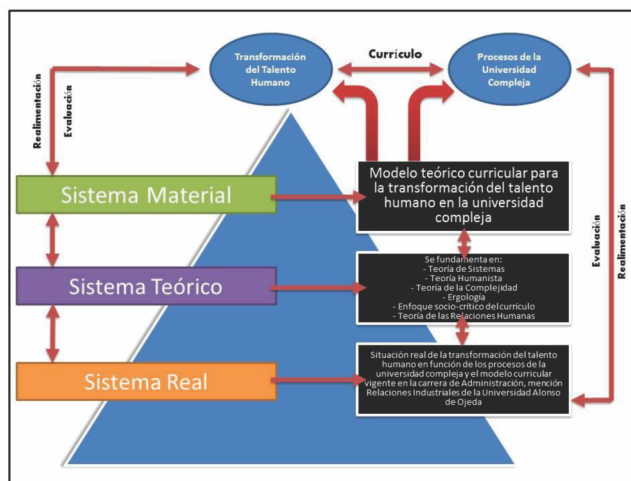 Transformación
del Talento
Humano
Currículo
Procesos de la
Universidad
Compleja
Realimentación
Evaluación
Sistema Material
Modelo teórico curricular para
la transformación del talento
humano en la universidad
compleja
Sistema Teórico
Se fundamenta en:
- Teoría de Sistemas
- Teoría Humanista
- Teoría de la Complejidad
- Ergología
- Enfoque socio-crítico del currículo
- Teoría de las Relaciones Humanas
Sistema Real
Situación real de la transformación del talento
humano en función de los procesos de la
universidad compleja y el modelo curricular
vigente en la carrera de Administración, mención
Relaciones Industriales de la Universidad Alonso
de Ojeda
Evaluación
Realimentación